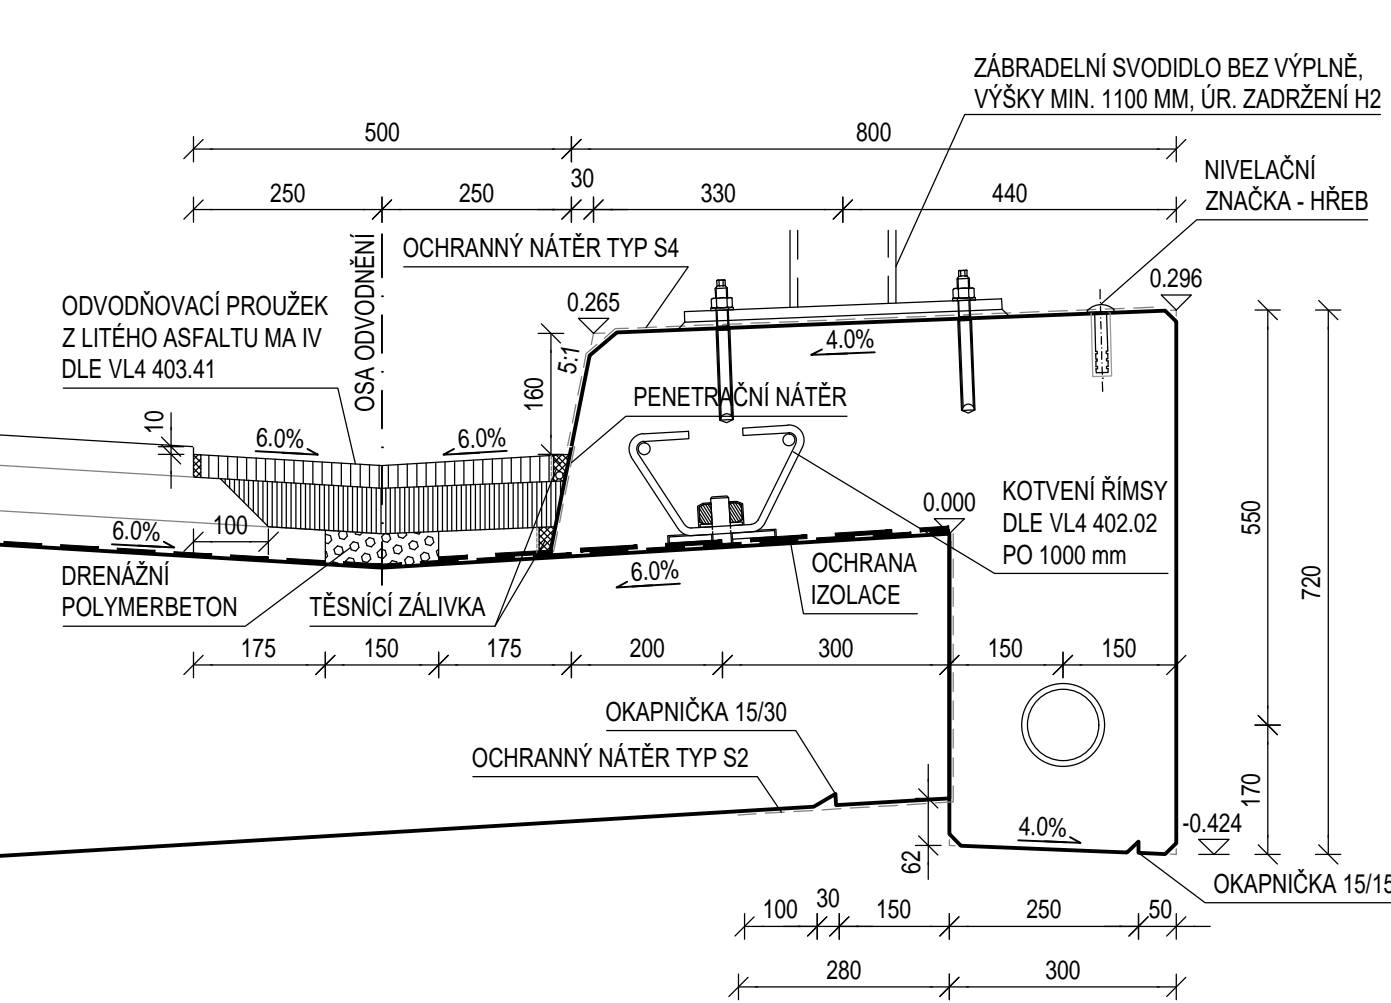 ZÁBRADELNÍ SVODIDLO BEZ VÝPLNĚ,
VÝŠKY MIN. 1100 MM, ÚR. ZADRŽENÍ H2
500
800
NIVELAČNÍ
ZNAČKA - HŘEB
250
250
30
330
440
OSA ODVODNĚNÍ
OCHRANNÝ NÁTĚR TYP S4
ODVODŇOVACÍ PROUŽEK
Z LITÉHO ASFALTU MA IV
DLE VL4 403.41
0.265
0.296
4.0%
5:1
160
PENETRAČNÍ NÁTĚR
10
6.0%
6.0%
KOTVENÍ ŘÍMSY
DLE VL4 402.02
PO 1000 mm
0.000
550
720
6.0%
100
6.0%
OCHRANA
IZOLACE
DRENÁŽNÍ
POLYMERBETON
TĚSNÍCÍ ZÁLIVKA
175
150
175
200
300
150
150
OKAPNIČKA 15/30
OCHRANNÝ NÁTĚR TYP S2
170
62
4.0%
-0.424
OKAPNIČKA 15/15
100
30
150
250
50
280
300